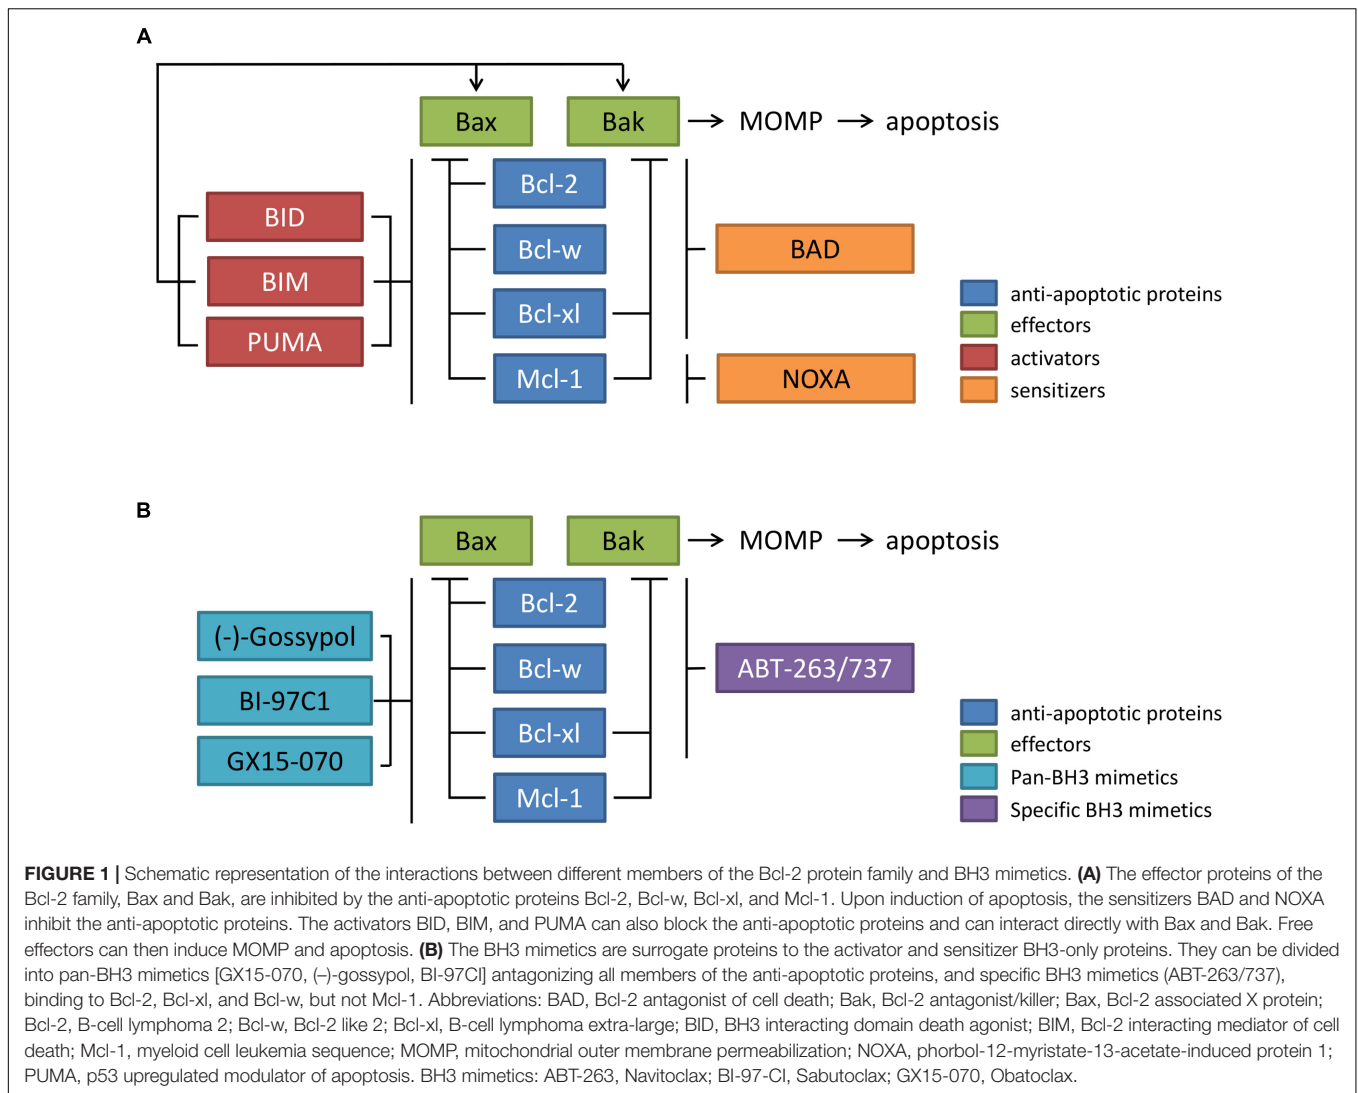 A
Bax
Bak
MOMP
apoptosis
Bcl-2
BID
Bcl-w
BAD
BIM
anti-apoptotic proteins
Bcl-xl
effectors
PUMA
activators
Mcl-1
NOXA
sensitizers
B
Bax
Bak
MOMP
apoptosis
Bcl-2
(-)-Gossypol
Bcl-w
ABT-263/737
BI-97C1
anti-apoptotic proteins
Bcl-xl
effectors
GX15-070
Pan-BH3 mimetics
Mcl-1
Specific BH3 mimetics
FIGURE 1 | Schematic representation of the interactions between different members of the Bcl-2 protein family and BH3 mimetics. (A) The effector proteins of the
Bcl-2 family, Bax and Bak, are inhibited by the anti-apoptotic proteins Bcl-2, Bcl-w, Bcl-xl, and Mcl-1. Upon induction of apoptosis, the sensitizers BAD and NOXA
inhibit the anti-apoptotic proteins. The activators BID, BIM, and PUMA can also block the anti-apoptotic proteins and can interact directly with Bax and Bak. Free
effectors can then induce MOMP and apoptosis. (B) The BH3 mimetics are surrogate proteins to the activator and sensitizer BH3-only proteins. They can be divided
into pan-BH3 mimetics [GX15-070, (–)-gossypol, BI-97CI] antagonizing all members of the anti-apoptotic proteins, and specific BH3 mimetics (ABT-263/737),
binding to Bcl-2, Bcl-xl, and Bcl-w, but not Mcl-1. Abbreviations: BAD, Bcl-2 antagonist of cell death; Bak, Bcl-2 antagonist/killer; Bax, Bcl-2 associated X protein;
Bcl-2, B-cell lymphoma 2; Bcl-w, Bcl-2 like 2; Bcl-xl, B-cell lymphoma extra-large; BID, BH3 interacting domain death agonist; BIM, Bcl-2 interacting mediator of cell
death; Mcl-1, myeloid cell leukemia sequence; MOMP, mitochondrial outer membrane permeabilization; NOXA, phorbol-12-myristate-13-acetate-induced protein 1;
PUMA, p53 upregulated modulator of apoptosis. BH3 mimetics: ABT-263, Navitoclax; BI-97-CI, Sabutoclax; GX15-070, Obatoclax.